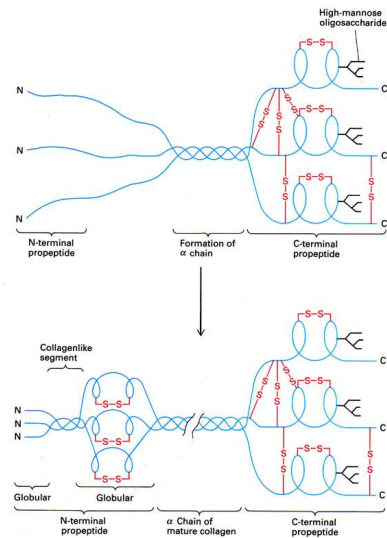 High-mannose
oligosaccharide
S–S
N
C
S–S
S–S
S–S
S–S
N
C
S–S
S–S
S–S
N
C
N-terminal
propeptide
Formation of
α chain
C-terminal
propeptide
Collagenlike
segment
S–S
C
S–S
S–S
S–S
S–S
N
N
N
S–S
C
S–S
S–S
S–S
S–S
S–S
C
Globular
Globular
N-terminal
propeptide
α Chain of
mature collagen
C-terminal
propeptide